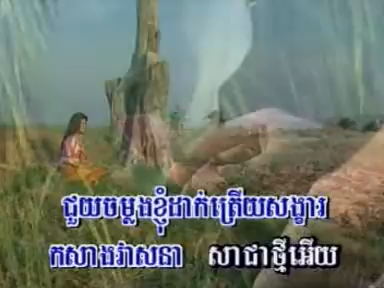 ជួយចម្លងខ្ញុំដាក់ត្រើយសង្ខារ
កសាងវាសនា សាជាថ្មីអើយ